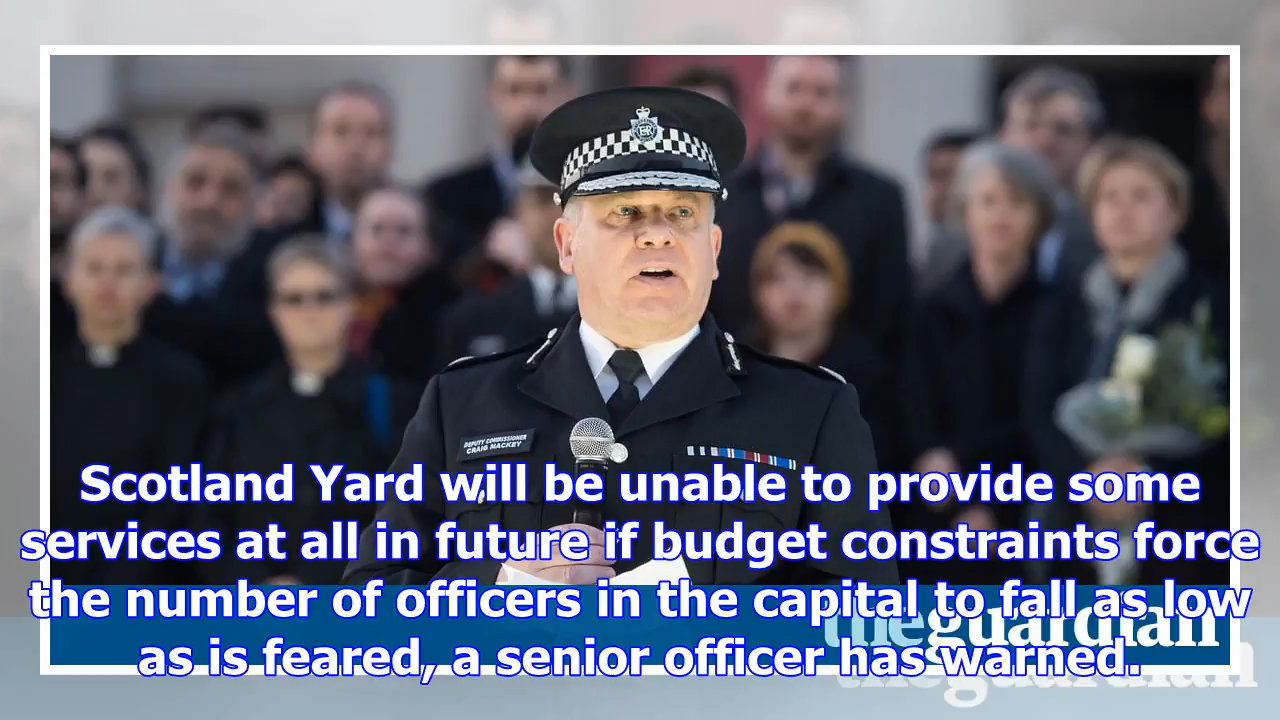 ER
DEPUTY COMMISSIONER
CRAIG MACKEY
Scotland Yard will be unable to provide some
services at all in future if budget constraints force
the number of officers in the capital to fall as low
as is feared, a senior officer has warned.
theguardian
theguardian